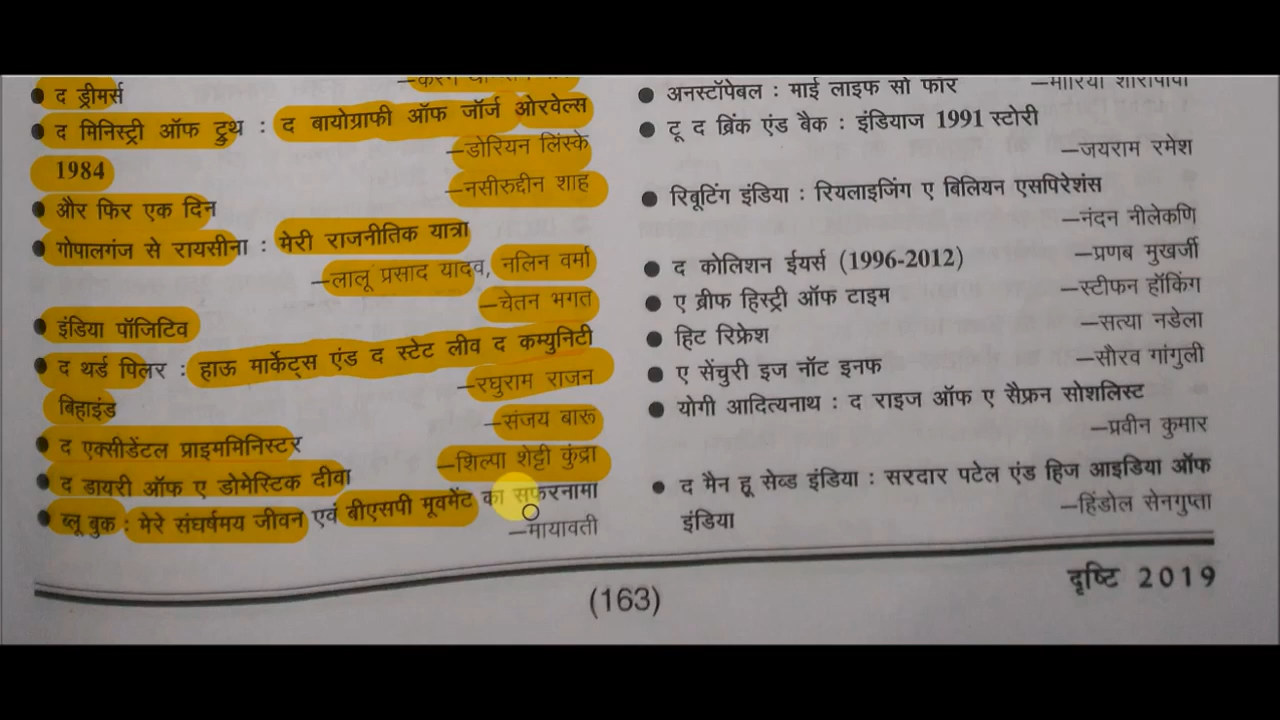 ● द ड्रीमर्स
● द मिनिस्ट्री ऑफ ट्रुथ : द बायोग्राफी ऑफ जॉर्ज ओरवेल्स
1984 —डोरियन लिंस्के
● और फिर एक दिन —नसीरुद्दीन शाह
● गोपालगंज से रायसीना : मेरी राजनीतिक यात्रा
—लालू प्रसाद यादव, नलिन वर्मा
● इंडिया पॉजिटिव —चेतन भगत
● द थर्ड पिलर : हाऊ मार्केट्स एंड द स्टेट लीव द कम्युनिटी
बिहाइंड —रघुराम राजन
● द एक्सीडेंटल प्राइममिनिस्टर —संजय बारू
● द डायरी ऑफ ए डोमेस्टिक दीवा —शिल्पा शेट्टी कुंद्रा
● ब्लू बुक : मेरे संघर्षमय जीवन एवं बीएसपी मूवमेंट का सफरनामा
—मायावती
● अनस्टॉपेबल : माई लाइफ सो फार —मारिया शारापोवा
● टू द ब्रिंक एंड बैक : इंडियाज 1991 स्टोरी
—जयराम रमेश
● रिबूटिंग इंडिया : रियलाइजिंग ए बिलियन एसपिरेशंस
—नंदन नीलेकणि
● द कोलिशन ईयर्स (1996-2012) —प्रणब मुखर्जी
● ए ब्रीफ हिस्ट्री ऑफ टाइम —स्टीफन हॉकिंग
● हिट रिफ्रेश —सत्या नडेला
● ए सेंचुरी इज नॉट इनफ —सौरव गांगुली
● योगी आदित्यनाथ : द राइज ऑफ ए सैफ्रन सोशलिस्ट
—प्रवीन कुमार
● द मैन हू सेव्ड इंडिया : सरदार पटेल एंड हिज आइडिया ऑफ
इंडिया —हिंडोल सेनगुप्ता
(163)
दृष्टि 2019